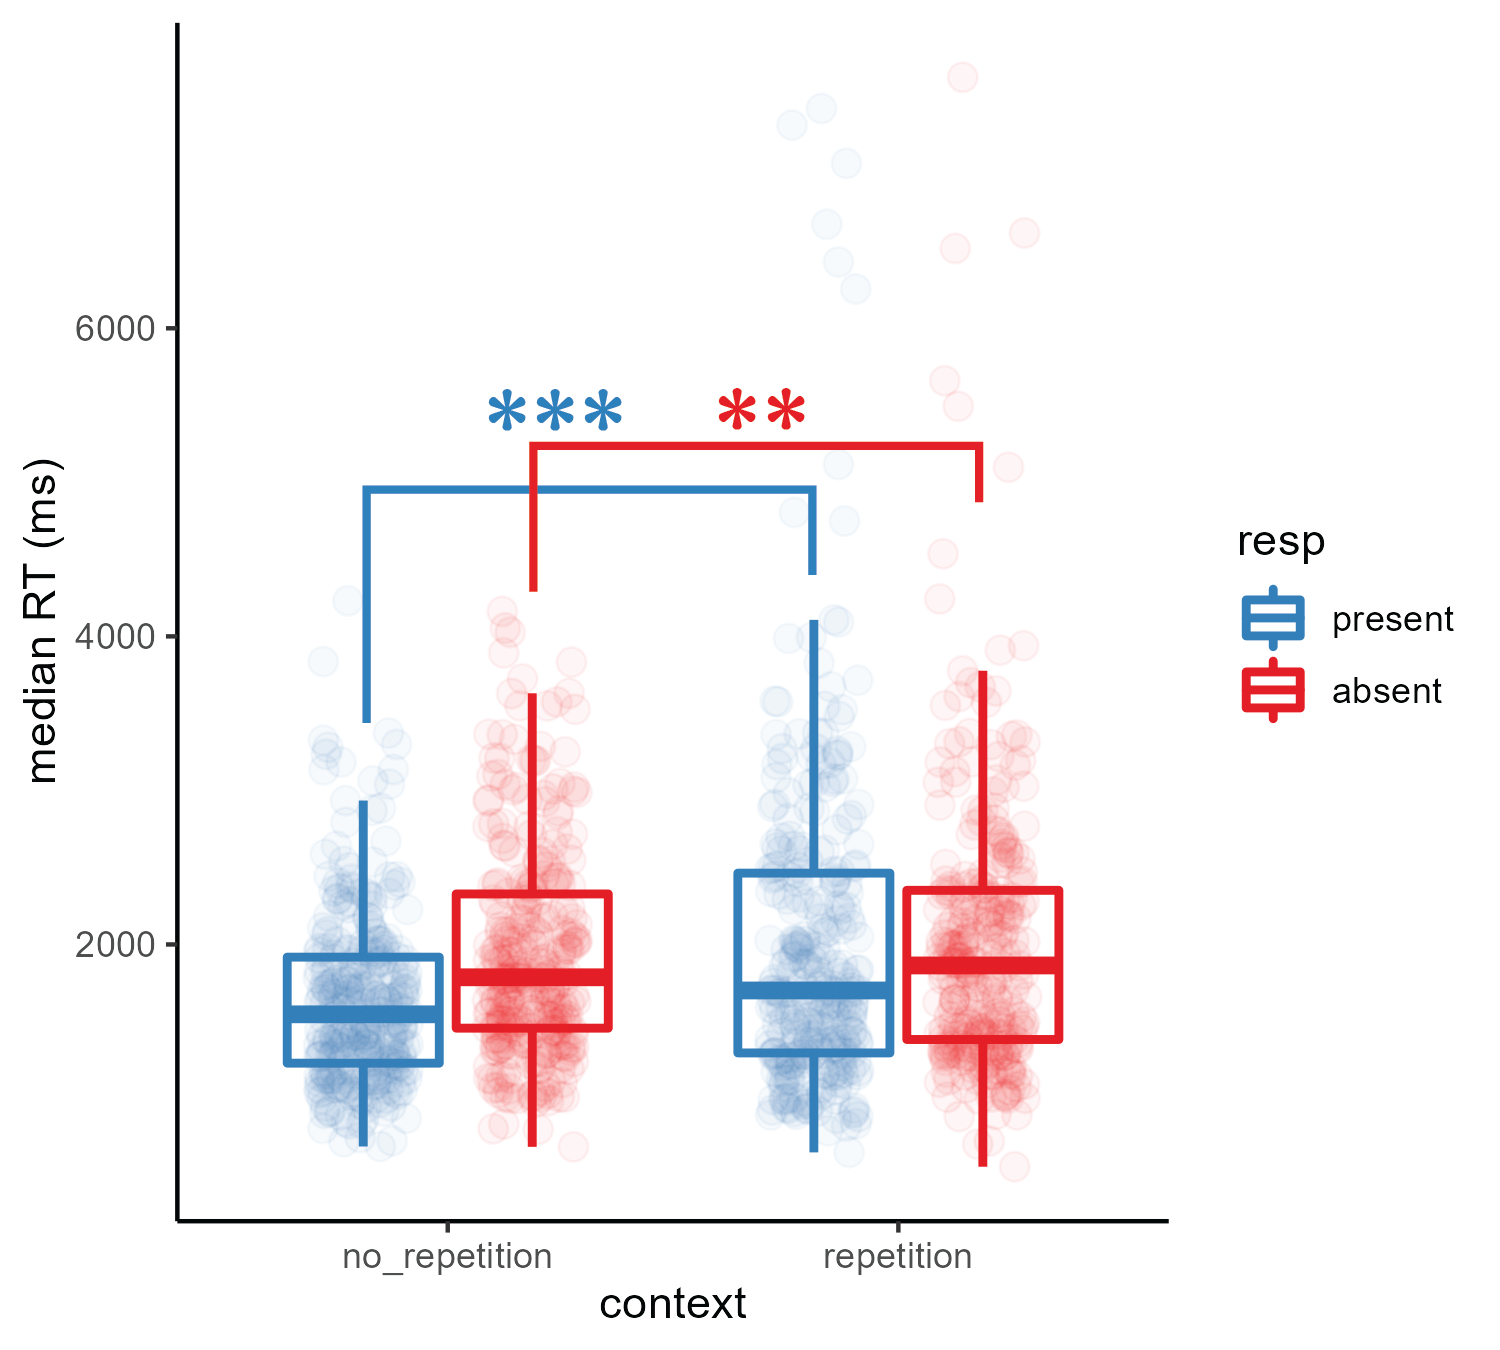 6000
4000
2000
median RT (ms)
*** **
no_repetition repetition
context
resp
present
absent